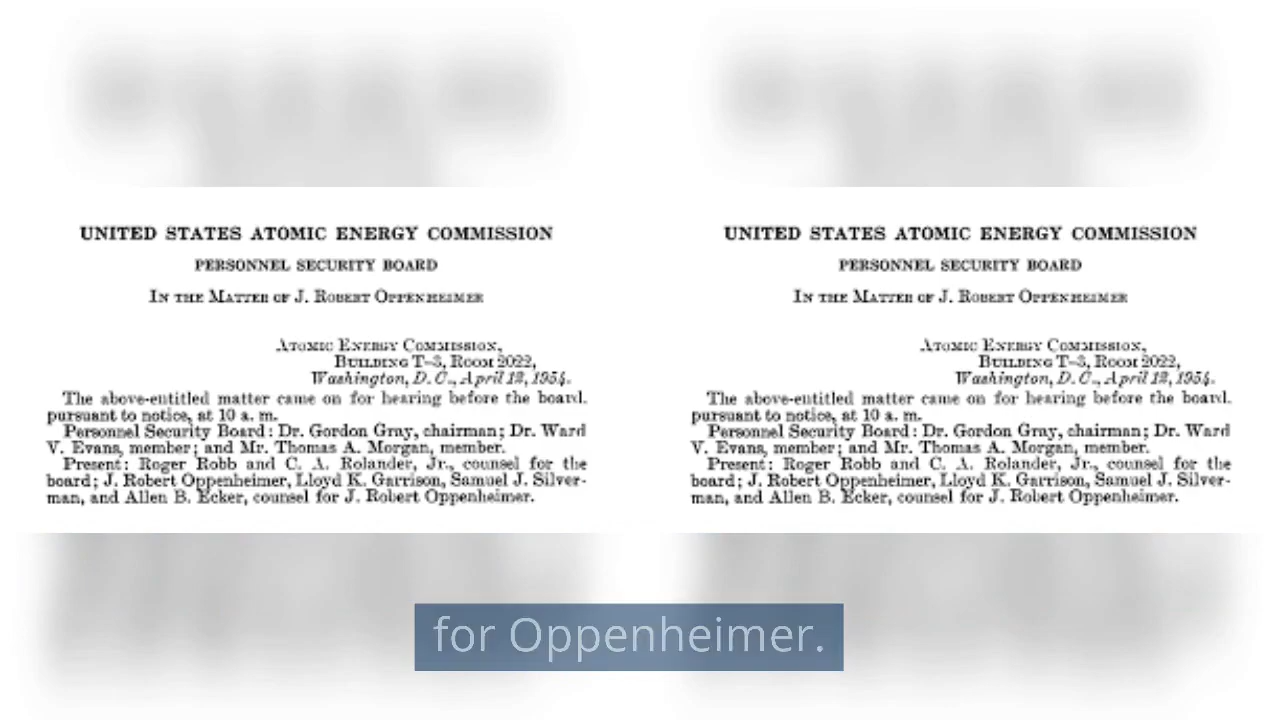 UNITED STATES ATOMIC ENERGY COMMISSION
PERSONNEL SECURITY BOARD
IN THE MATTER OF J. ROBERT OPPENHEIMER
ATOMIC ENERGY COMMISSION,
BUILDING T-3, ROOM 2022,
Washington, D. C., April 12, 1954.
The above-entitled matter came on for hearing before the board.
pursuant to notice, at 10 a. m.
Personnel Security Board: Dr. Gordon Gray, chairman; Dr. Ward
V. Evans, member; and Mr. Thomas A. Morgan, member.
Present: Roger Robb and C. A. Rolander, Jr., counsel for the
board; J. Robert Oppenheimer, Lloyd K. Garrison, Samuel J. Silver-
man, and Allen B. Ecker, counsel for J. Robert Oppenheimer.
UNITED STATES ATOMIC ENERGY COMMISSION
PERSONNEL SECURITY BOARD
IN THE MATTER OF J. ROBERT OPPENHEIMER
ATOMIC ENERGY COMMISSION,
BUILDING T-3, ROOM 2022,
Washington, D. C., April 12, 1954.
The above-entitled matter came on for hearing before the board.
pursuant to notice, at 10 a. m.
Personnel Security Board: Dr. Gordon Gray, chairman; Dr. Ward
V. Evans, member; and Mr. Thomas A. Morgan, member.
Present: Roger Robb and C. A. Rolander, Jr., counsel for the
board; J. Robert Oppenheimer, Lloyd K. Garrison, Samuel J. Silver-
man, and Allen B. Ecker, counsel for J. Robert Oppenheimer.
for Oppenheimer.